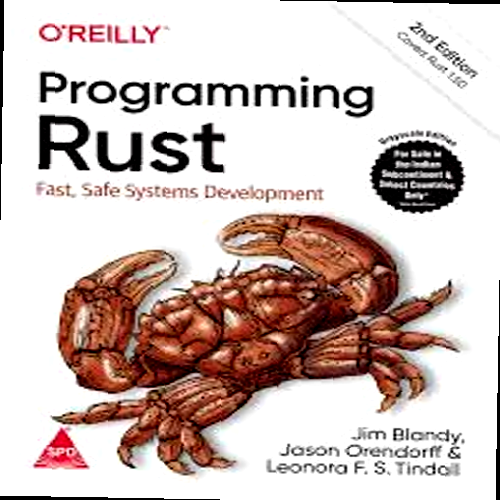 O'REILLY™
2nd Edition
Covers Rust 1.50
Programming
Rust
Fast, Safe Systems Development
Grayscale Edition
For Sale in
the Indian
Subcontinent &
Select Countries
Only*
Jim Blandy,
Jason Orendorff &
Leonora F. S. Tindall
SPD